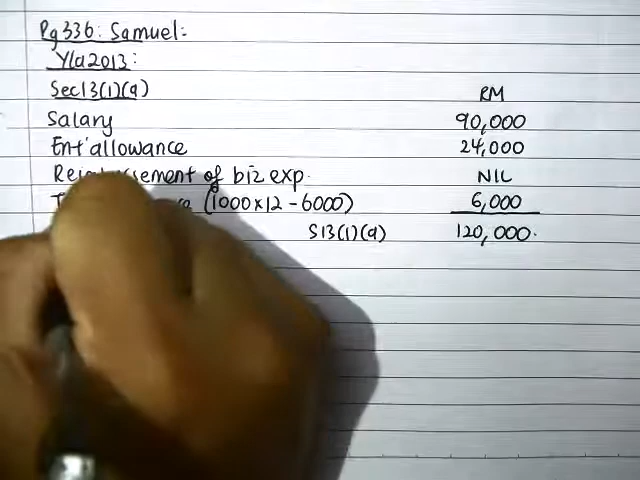 Pg336: Samuel:-
Y/a2013:
Sec13(1)(a) RM
Salary 90,000
Ent'allowance 24,000
of biz exp. NIL
(1000x12-6000) 6,000
S13(1)(a) 120,000.